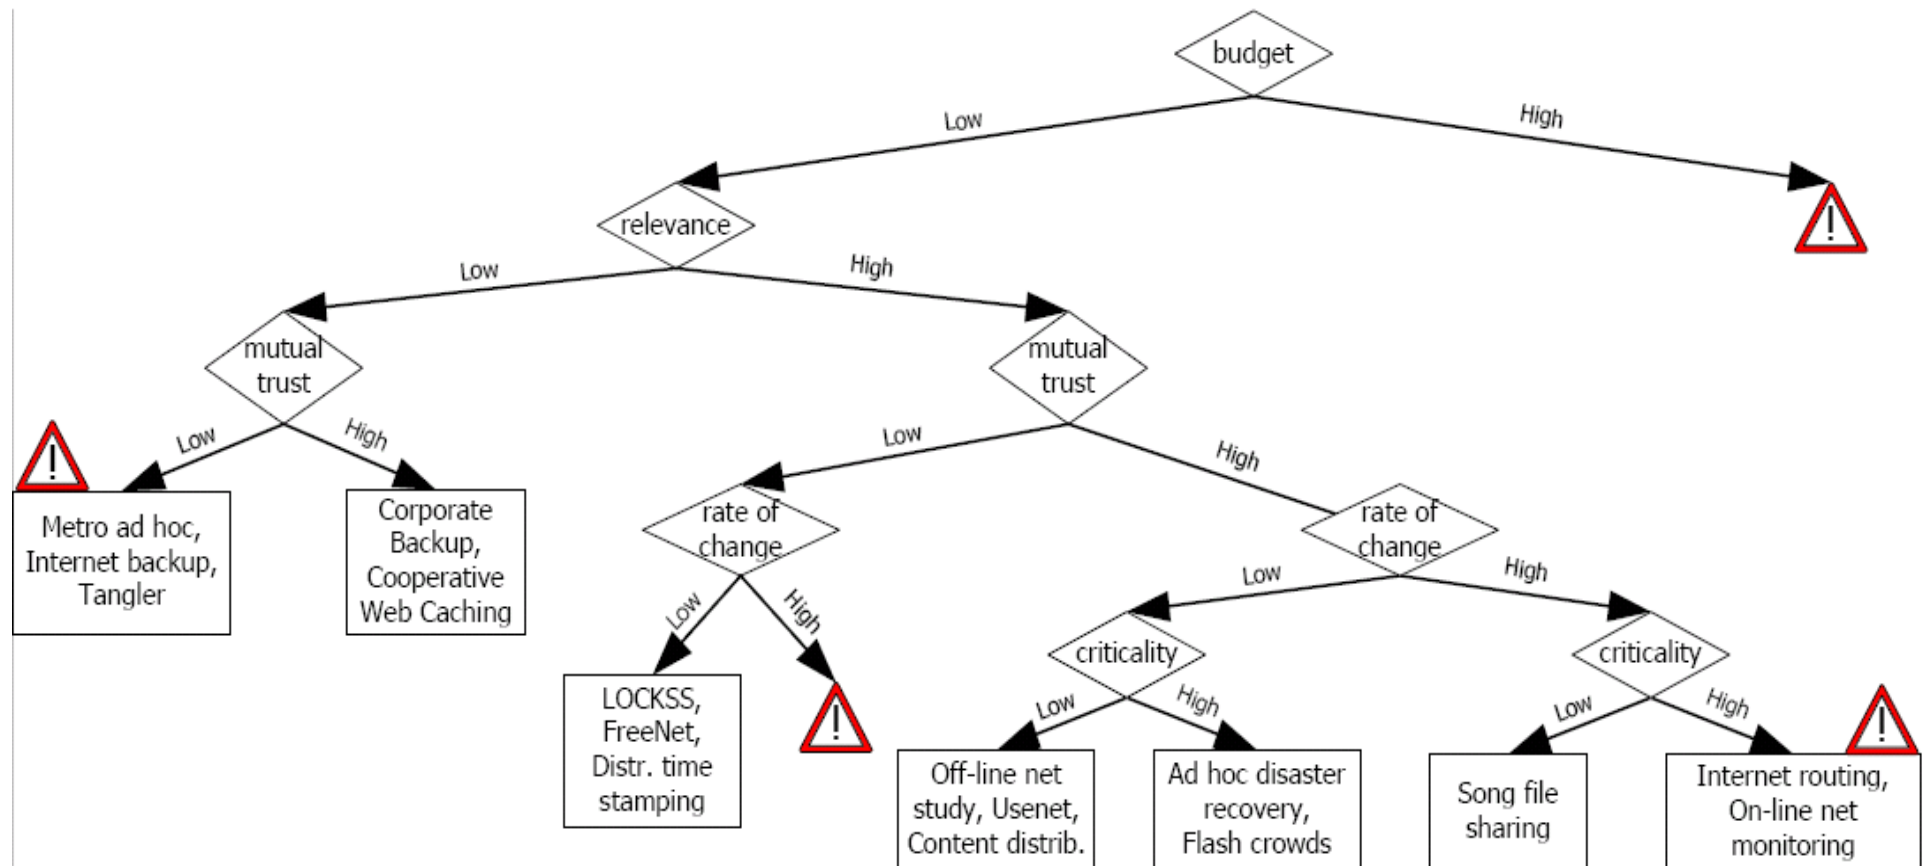 budget
Low
High
!
relevance
Low
High
mutual
trust
mutual
trust
Low
High
Low
High
!
Metro ad hoc,
Internet backup,
Tangler
Corporate
Backup,
Cooperative
Web Caching
rate of
change
rate of
change
Low
High
Low
High
LOCKSS,
FreeNet,
Distr. time
stamping
!
criticality
criticality
Low
High
Low
High
!
Off-line net
study, Usenet,
Content distrib.
Ad hoc disaster
recovery,
Flash crowds
Song file
sharing
Internet routing,
On-line net
monitoring